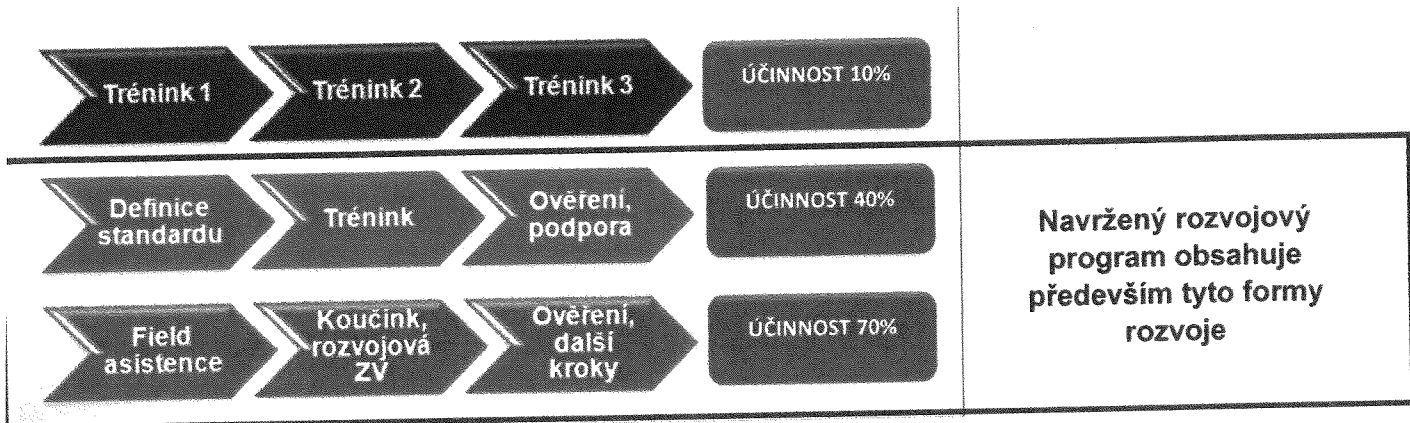 Trénink 1
Trénink 2
Trénink 3
ÚČINNOST 10%
Definice
standardu
Trénink
Ověření,
podpora
ÚČINNOST 40%
Field
asistence
Koučink,
rozvojová
ZV
Ověření,
další
kroky
ÚČINNOST 70%
Navržený rozvojový
program obsahuje
především tyto formy
rozvoje